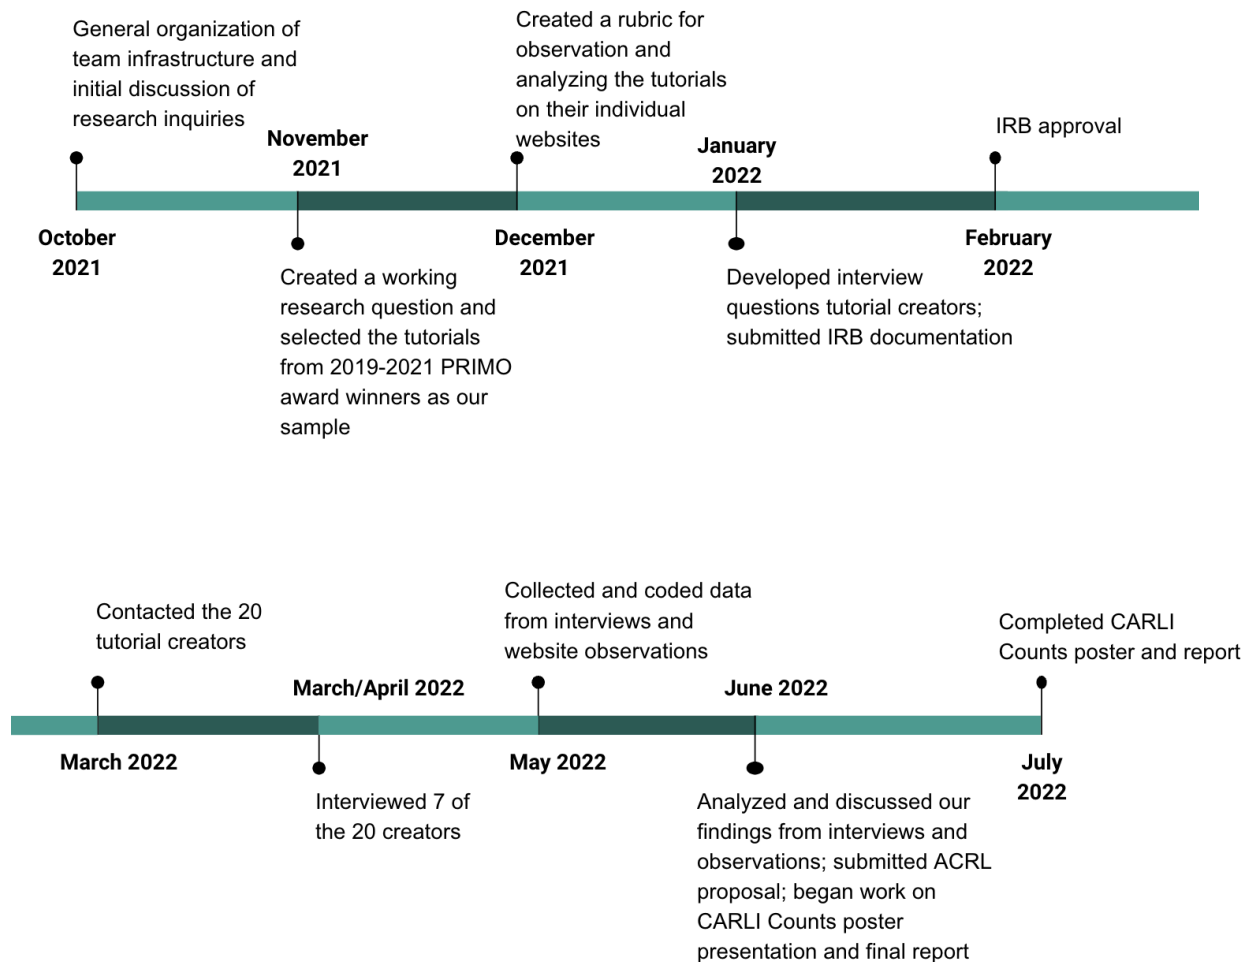 General organization of
team infrastructure and
initial discussion of
research inquiries
October
2021
November
2021
Created a working
research question and
selected the tutorials
from 2019-2021 PRIMO
award winners as our
sample
Created a rubric for
observation and
analyzing the tutorials
on their individual
websites
December
2021
January
2022
Developed interview
questions tutorial creators;
submitted IRB documentation
IRB approval
February
2022
Contacted the 20
tutorial creators
March 2022
March/April 2022
Interviewed 7 of
the 20 creators
Collected and coded data
from interviews and
website observations
May 2022
June 2022
Analyzed and discussed our
findings from interviews and
observations; submitted ACRL
proposal; began work on
CARLI Counts poster
presentation and final report
Completed CARLI
Counts poster and report
July
2022